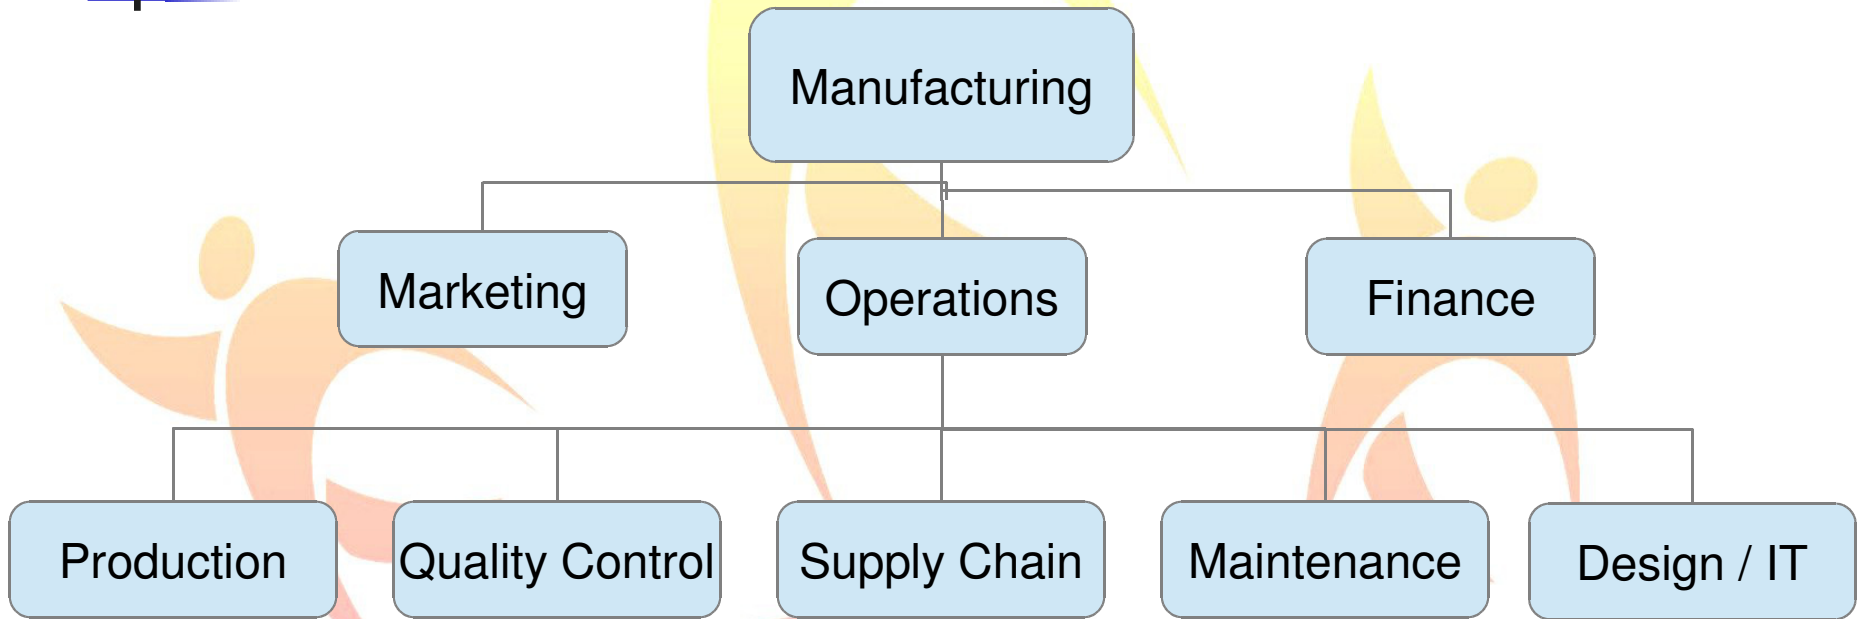 Manufacturing
Marketing
Operations
Finance
Production
Quality Control
Supply Chain
Maintenance
Design / IT